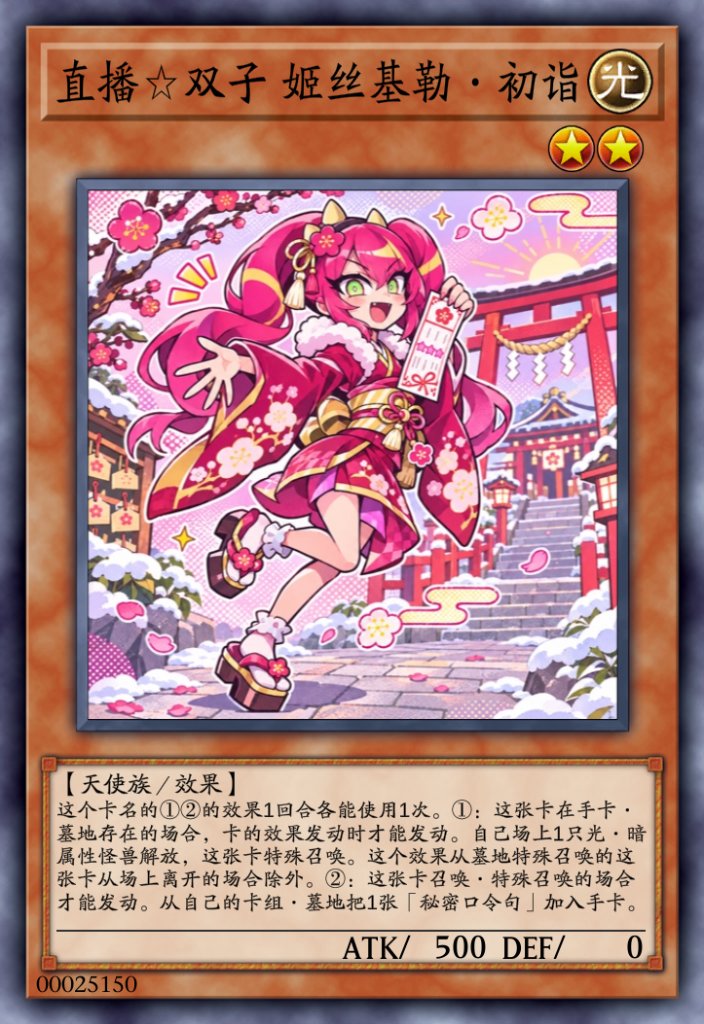 直播☆双子 姬丝基勒·初诣
光
【天使族/效果】
这个卡名的①②的效果1回合各能使用1次。①：这张卡在手卡·
墓地存在的场合，卡的效果发动时才能发动。自己场上1只光·暗
属性怪兽解放，这张卡特殊召唤。这个效果从墓地特殊召唤的这
张卡从场上离开的场合除外。②：这张卡召唤·特殊召唤的场合
才能发动。从自己的卡组·墓地把1张「秘密口令句」加入手卡。
ATK/ 500 DEF/ 0
00025150